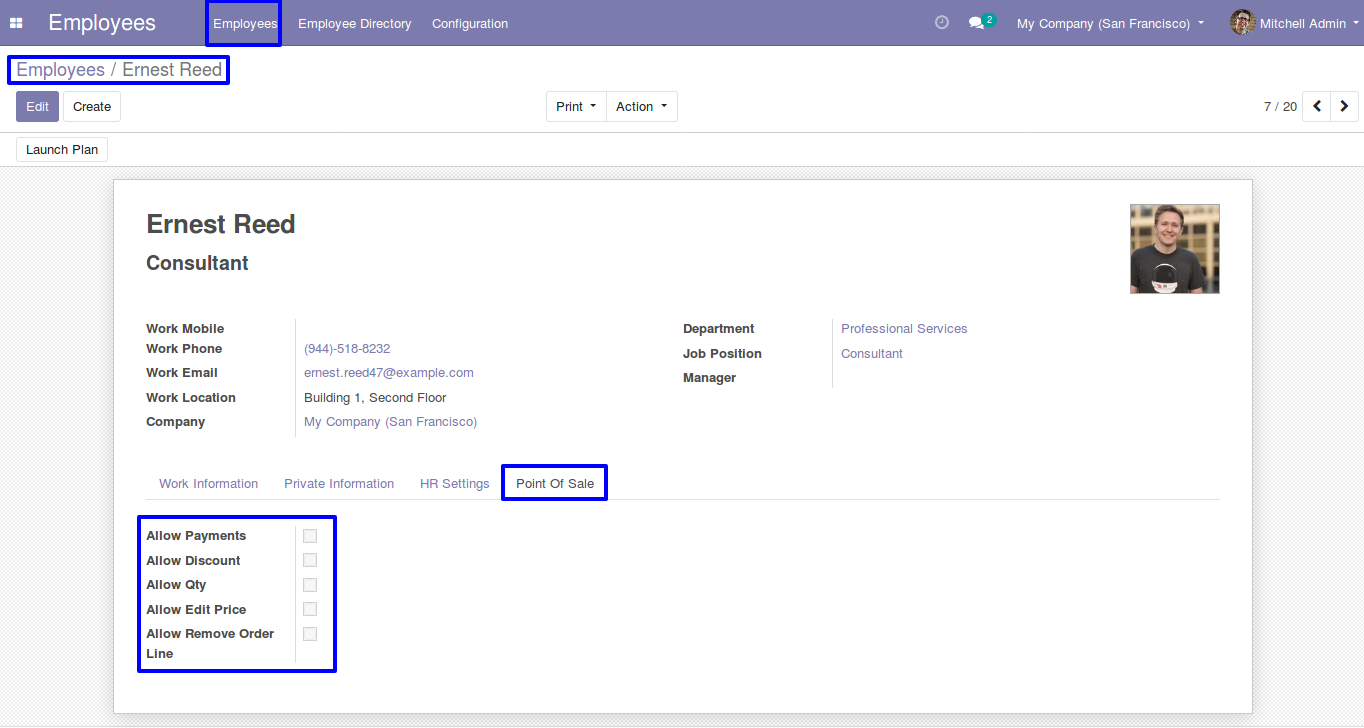 Employees Employees Employee Directory Configuration 2 My Company (San Francisco) Mitchell Admin
Employees / Ernest Reed
Edit Create Print Action 7 / 20
Launch Plan
Ernest Reed
Consultant
Work Mobile
Work Phone (944)-518-8232
Work Email ernest.reed47@example.com
Work Location Building 1, Second Floor
Company My Company (San Francisco)
Department Professional Services
Job Position Consultant
Manager
Work Information Private Information HR Settings Point Of Sale
Allow Payments
Allow Discount
Allow Qty
Allow Edit Price
Allow Remove Order
Line